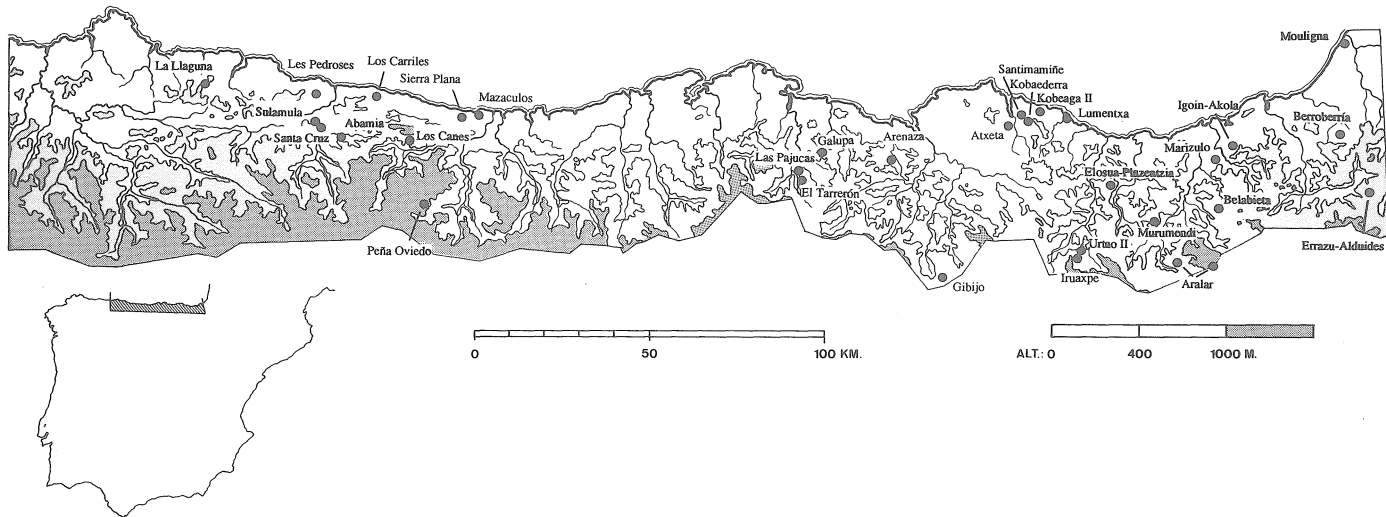 Mouligna
La Llaguna
Les Pedroses
Los Carriles
Sierra Plana
Mazaculos
Sulamula
Santa Cruz
Abamia
Los Canes
Peña Oviedo
Santimamiñe
Kobaederra
Kobeaga II
Lumentxa
Atxeta
Igoin-Akola
Berroberría
Marizulo
Galupa
Arenaza
Las Pajucas
El Tarrerón
Elosua-Plazentzia
Belabieta
Murumendi
Urtao II
Iruaxpe
Aralar
Errazu-Alduides
Gibijo
0 50 100 KM.
ALT.: 0 400 1000 M.